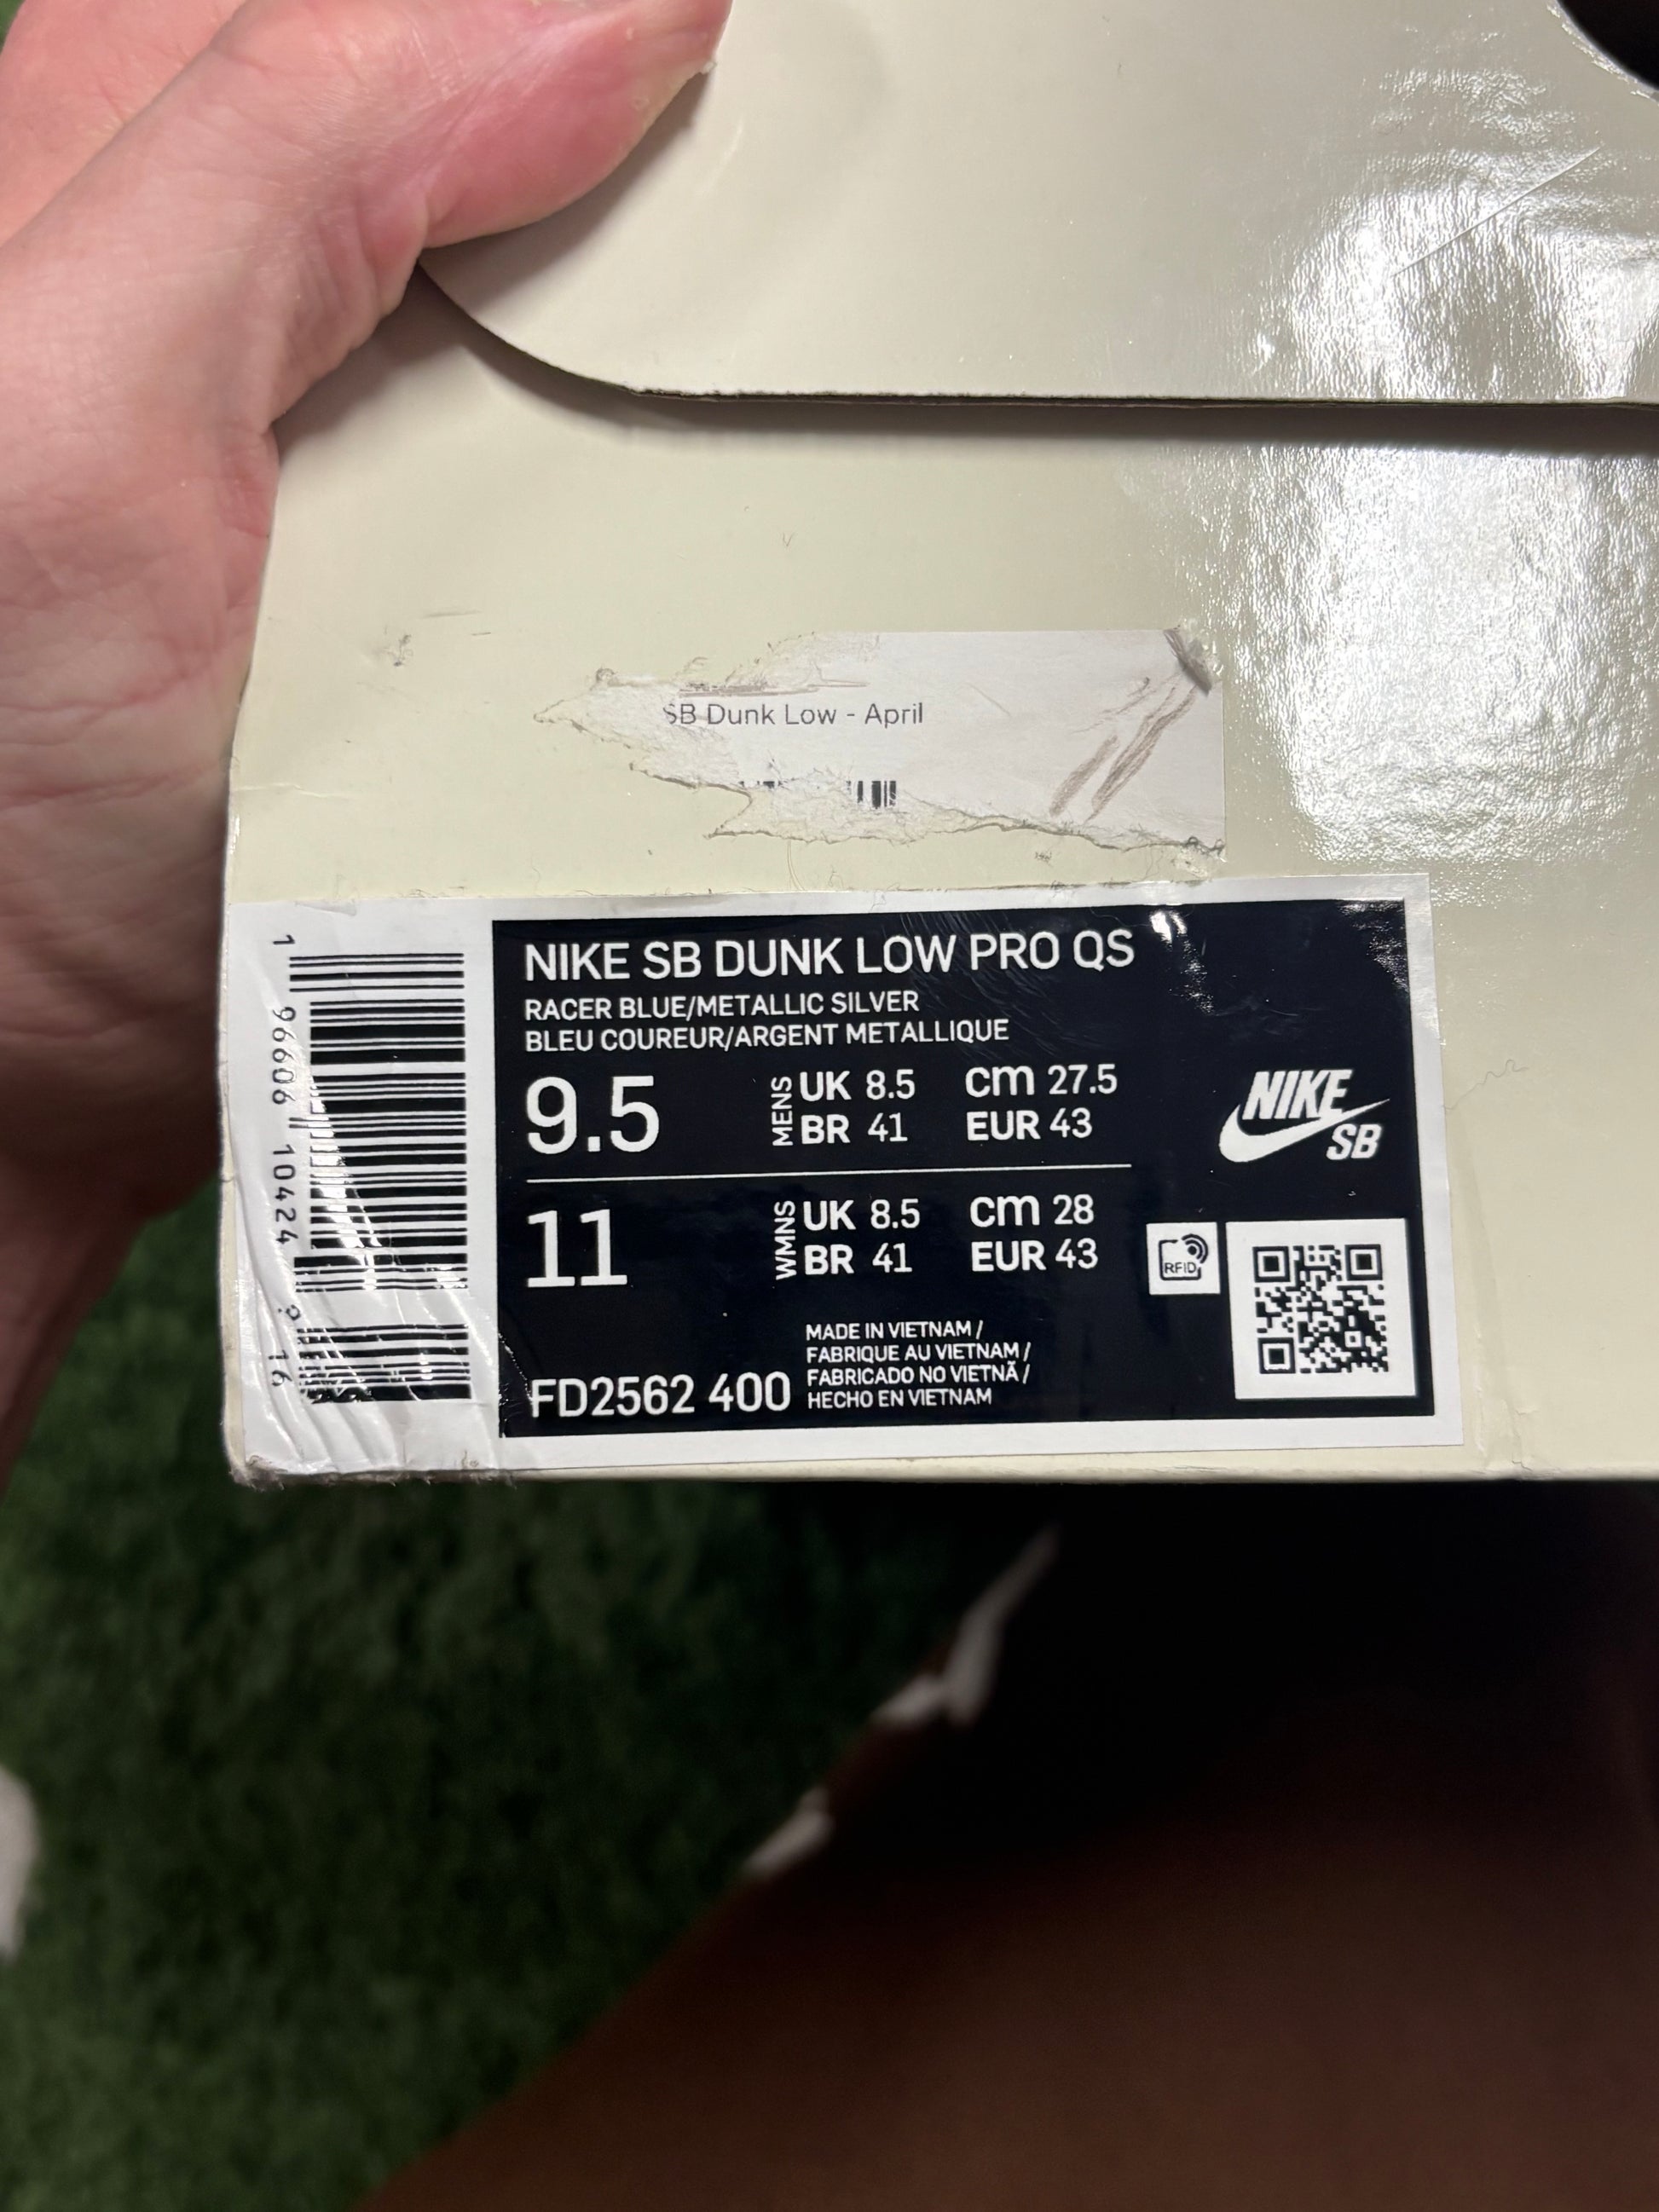 SB Dunk Low - April
NIKE SB DUNK LOW PRO QS
RACER BLUE/METALLIC SILVER
BLEU COUREUR/ARGENT METALLIQUE
9.5 MENS UK 8.5 cm 27.5
BR 41 EUR 43
11 WMNS UK 8.5 cm 28
BR 41 EUR 43
NIKE
SB
RFID
MADE IN VIETNAM /
FABRIQUE AU VIETNAM /
FABRICADO NO VIETNÃ /
HECHO EN VIETNAM
FD2562 400
1 96606 10424 9 16